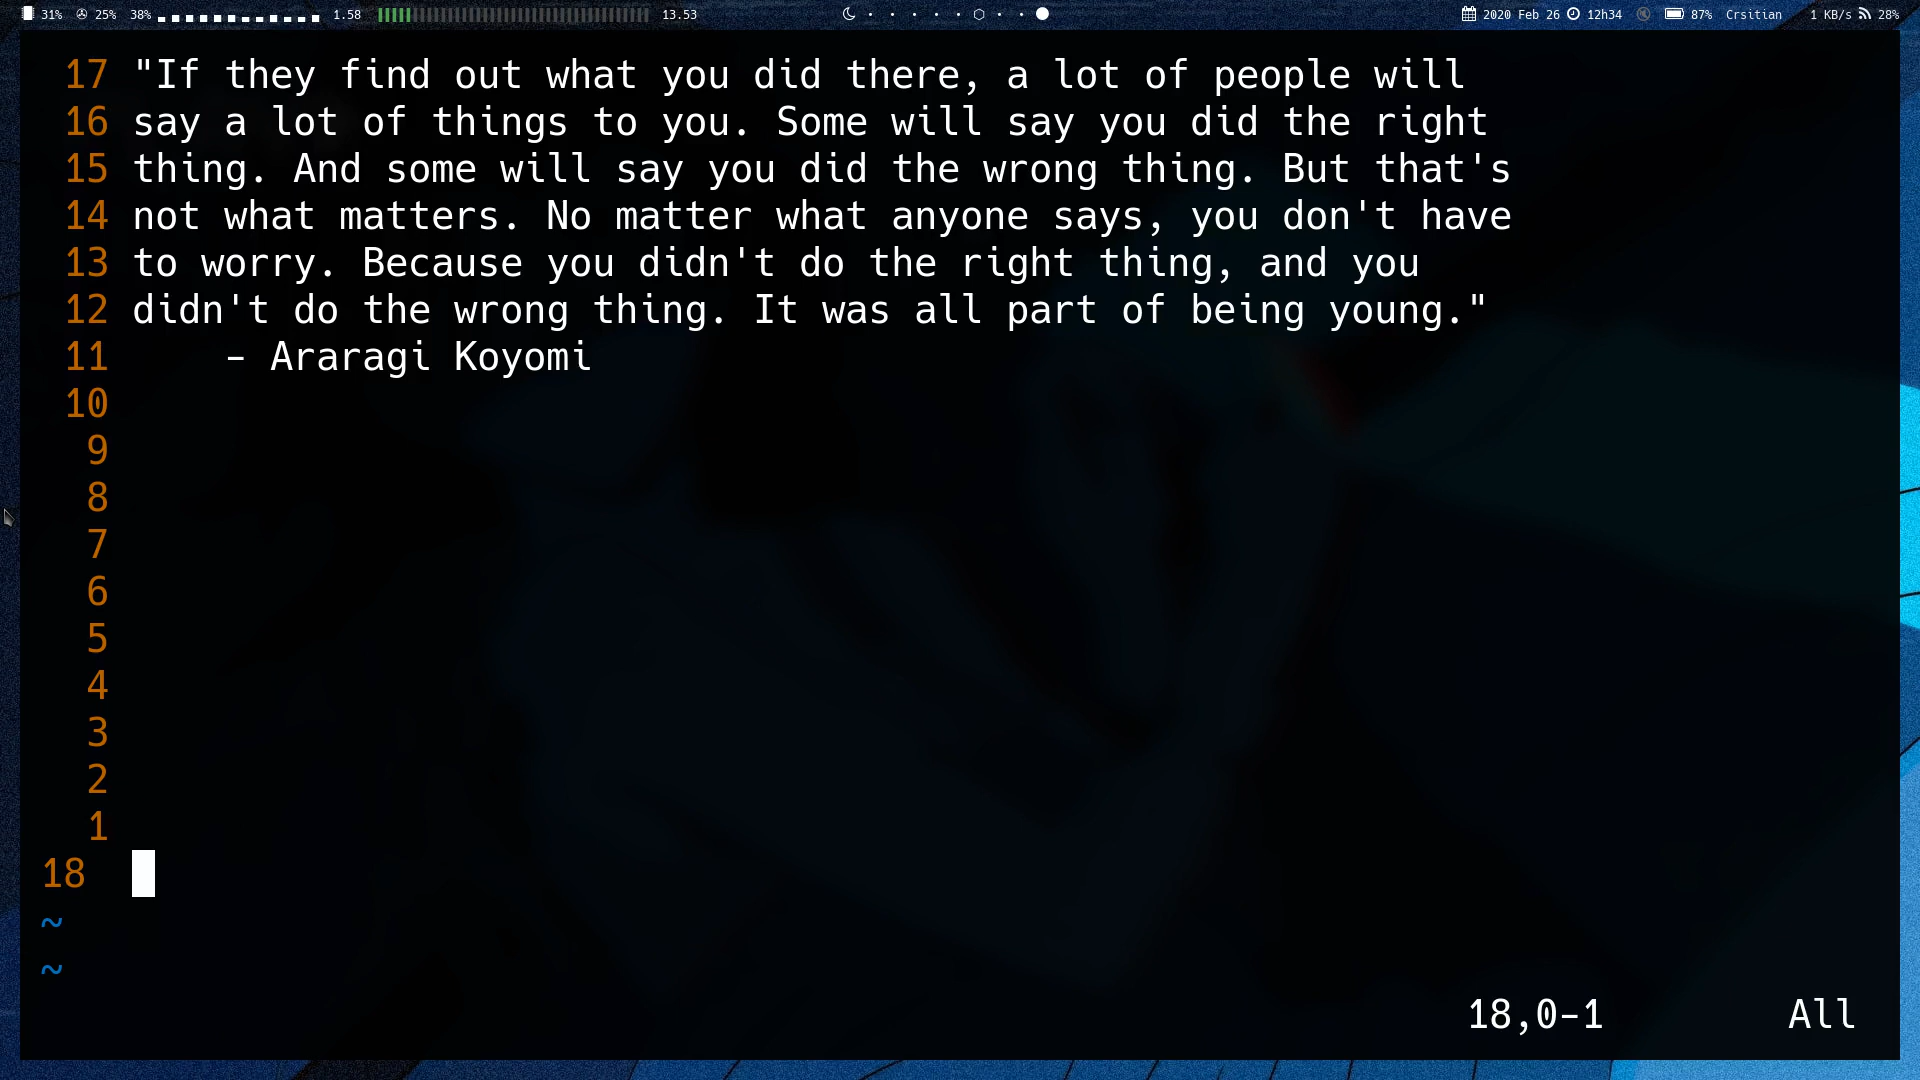 31% 25% 38% 1.58 13.53 2020 Feb 26 12h34 87% Crsitian 1 KB/s 28%
17 "If they find out what you did there, a lot of people will
16 say a lot of things to you. Some will say you did the right
15 thing. And some will say you did the wrong thing. But that's
14 not what matters. No matter what anyone says, you don't have
13 to worry. Because you didn't do the right thing, and you
12 didn't do the wrong thing. It was all part of being young."
11 - Araragi Koyomi
10
9
8
7
6
5
4
3
2
1
18
~
~
18,0-1 All